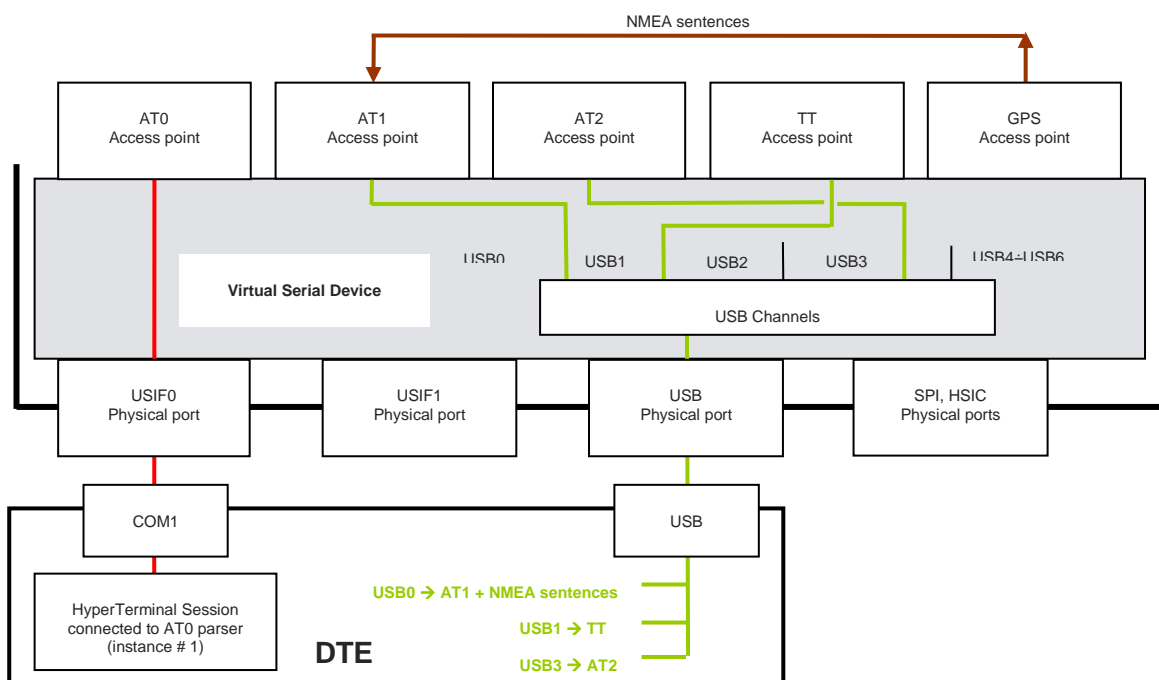 NMEA sentences
AT0
Access point
AT1
Access point
AT2
Access point
TT
Access point
GPS
Access point
USB0
USB1
USB2
USB3
USB4÷USB6
Virtual Serial Device
USB Channels
USIF0
Physical port
USIF1
Physical port
USB
Physical port
SPI, HSIC
Physical ports
COM1
USB
HyperTerminal Session
connected to AT0 parser
(instance # 1)
DTE
USB0 → AT1 + NMEA sentences
USB1 → TT
USB3 → AT2